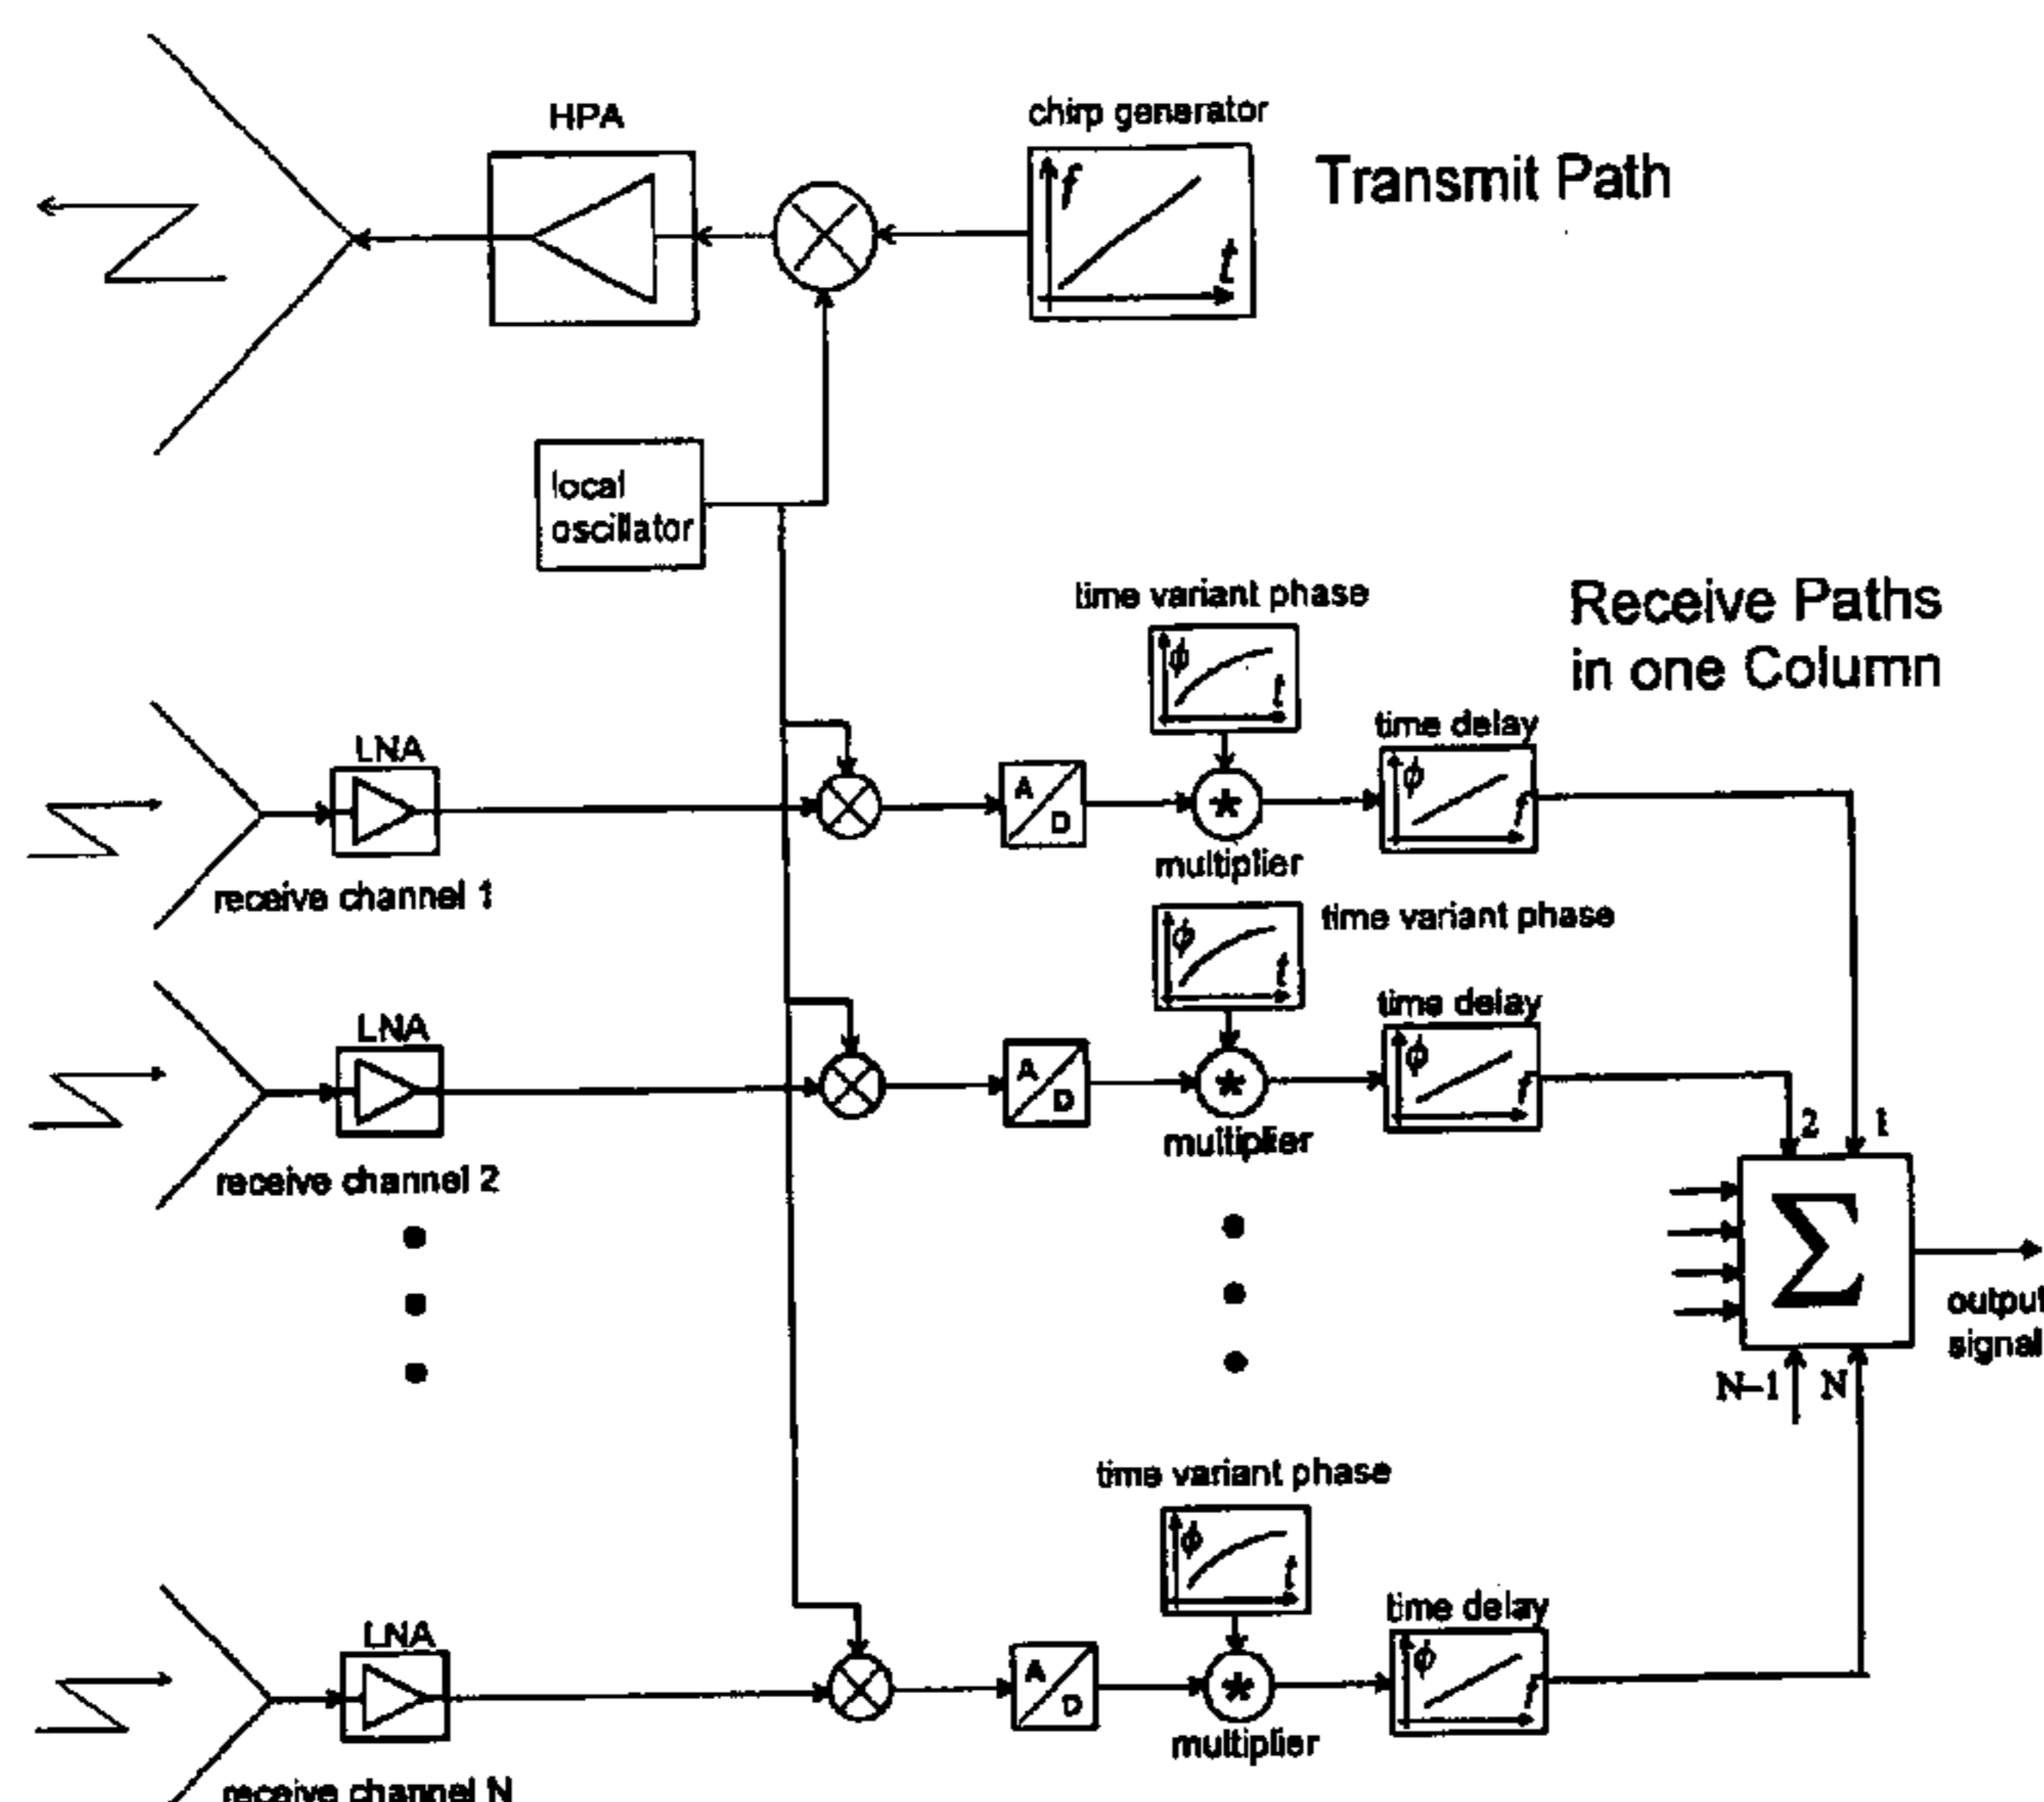 HPA
chirp generator
f
t
Transmit Path
local
oscillator
time variant phase
ϕ
t
Receive Paths
in one Column
LNA
time delay
ϕ
f
A
D
*
multiplier
receive channel 1
time variant phase
ϕ
t
LNA
time delay
ϕ
f
A
D
*
multiplier
receive channel 2
2
1
Σ
output
signal
N-1
N
time variant phase
ϕ
t
LNA
time delay
ϕ
f
A
D
*
multiplier
receive channel N